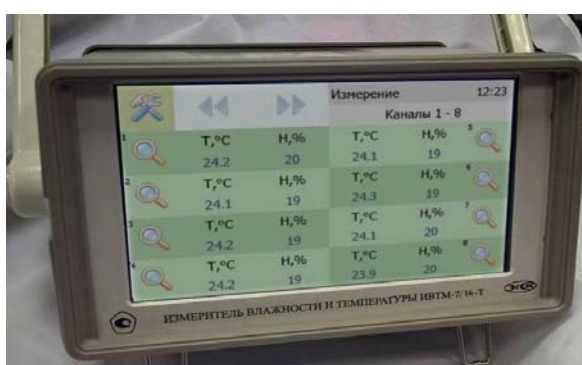 Измерение 12:23
Каналы 1 - 8
1 T,°C H,% T,°C H,% 5
24.2 20 24.1 19
2 T,°C H,% T,°C H,% 6
24.1 19 24.3 19
3 T,°C H,% T,°C H,% 7
24.2 19 24.1 20
4 T,°C H,% T,°C H,% 8
24.2 19 23.9 20
ИЗМЕРИТЕЛЬ ВЛАЖНОСТИ И ТЕМПЕРАТУРЫ ИВТМ-7/16-Т